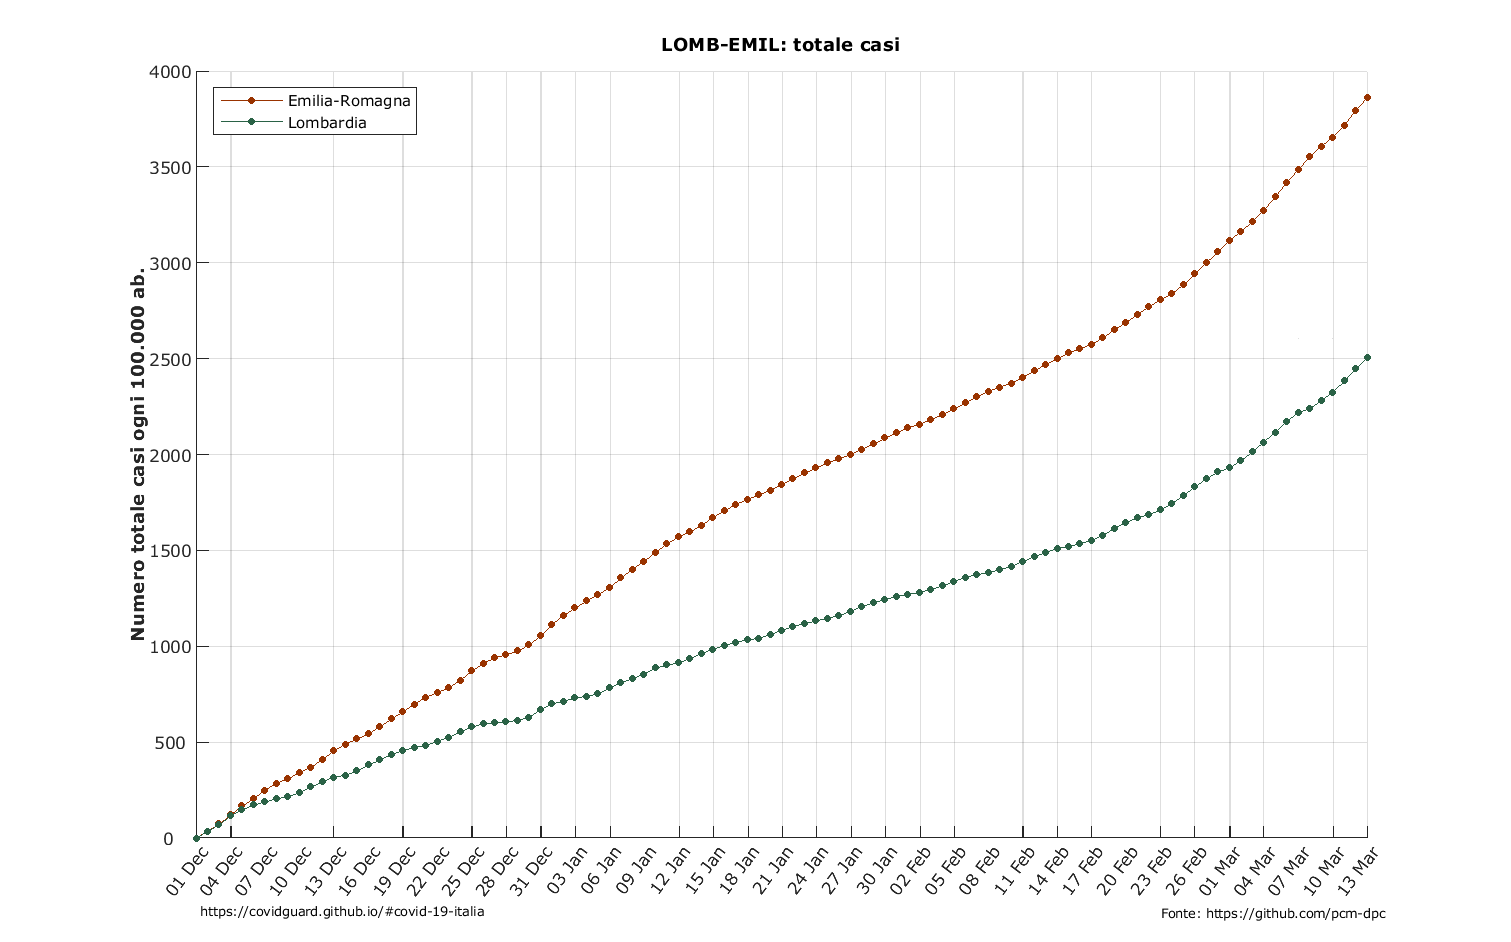 LOMB-EMIL: totale casi
Emilia-Romagna
Lombardia
Numero totale casi ogni 100.000 ab.
4000
3500
3000
2500
2000
1500
1000
500
0
01 Dec
04 Dec
07 Dec
10 Dec
13 Dec
16 Dec
19 Dec
22 Dec
25 Dec
28 Dec
31 Dec
03 Jan
06 Jan
09 Jan
12 Jan
15 Jan
18 Jan
21 Jan
24 Jan
27 Jan
30 Jan
02 Feb
05 Feb
08 Feb
11 Feb
14 Feb
17 Feb
20 Feb
23 Feb
26 Feb
01 Mar
04 Mar
07 Mar
10 Mar
13 Mar
https://covidguard.github.io/#covid-19-italia
Fonte: https://github.com/pcm-dpc